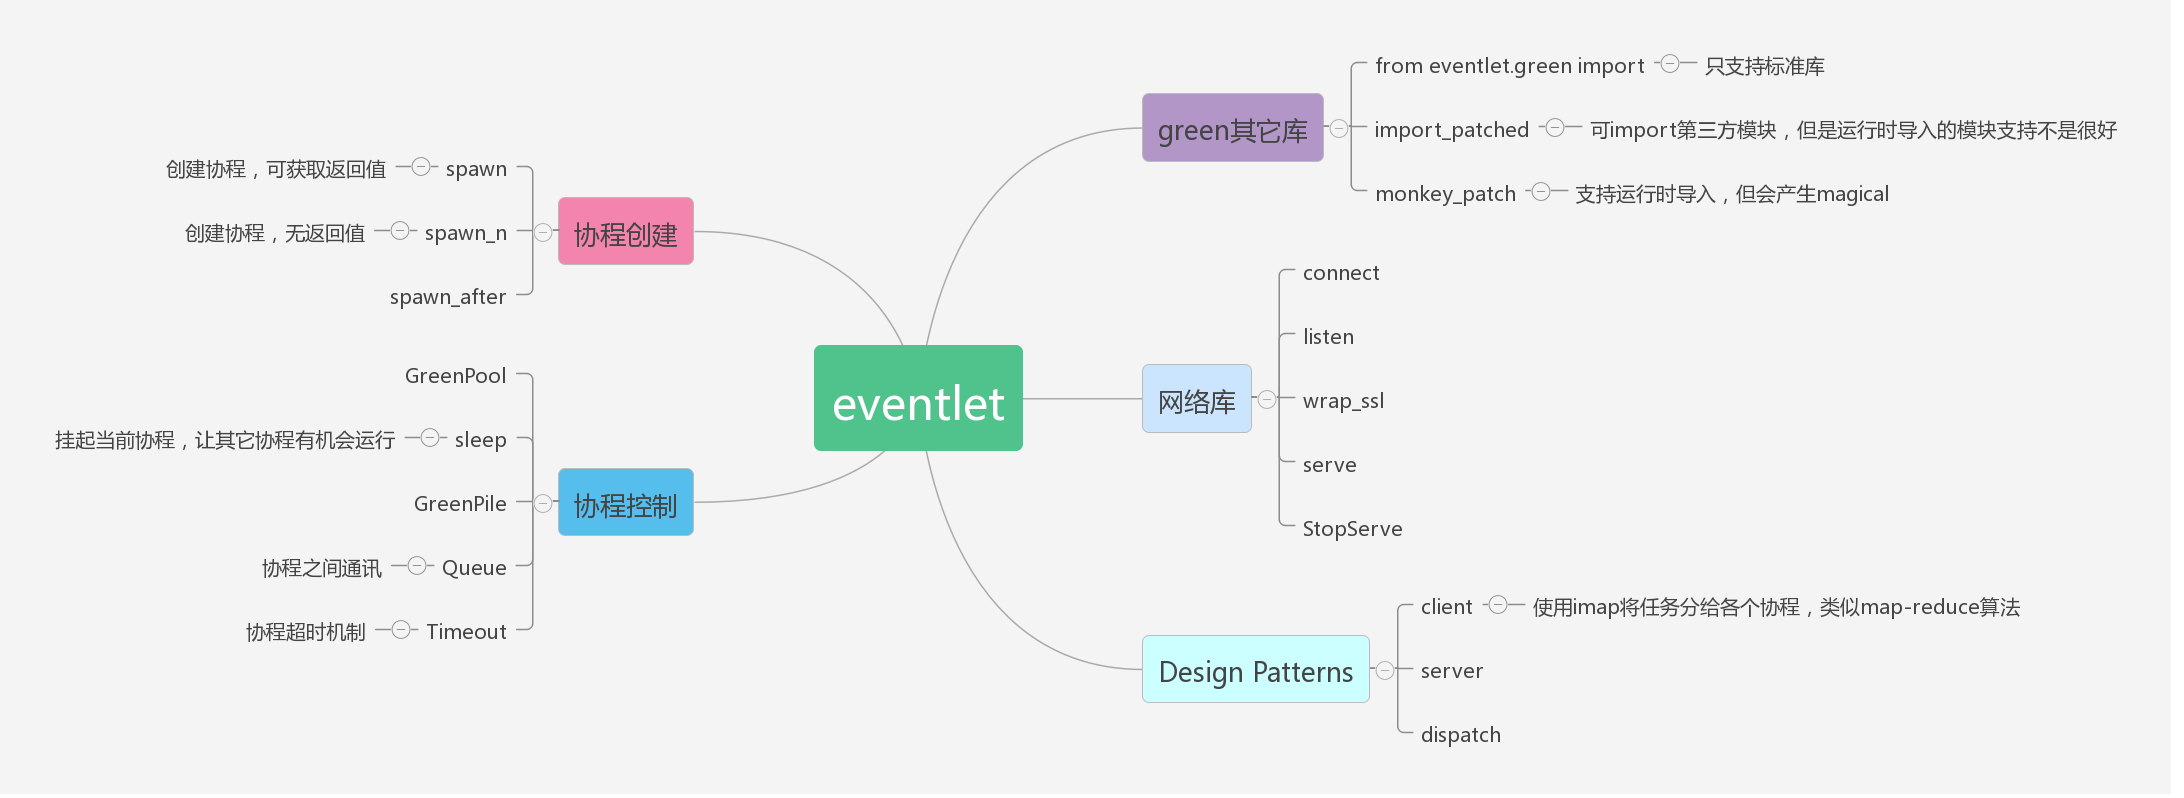 eventlet
协程创建
spawn
创建协程，可获取返回值
spawn_n
创建协程，无返回值
spawn_after
协程控制
GreenPool
sleep
挂起当前协程，让其它协程有机会运行
GreenPile
Queue
协程之间通讯
Timeout
协程超时机制
green其它库
from eventlet.green import
只支持标准库
import_patched
可import第三方模块，但是运行时导入的模块支持不是很好
monkey_patch
支持运行时导入，但会产生magical
网络库
connect
listen
wrap_ssl
serve
StopServe
Design Patterns
client
使用imap将任务分给各个协程，类似map-reduce算法
server
dispatch